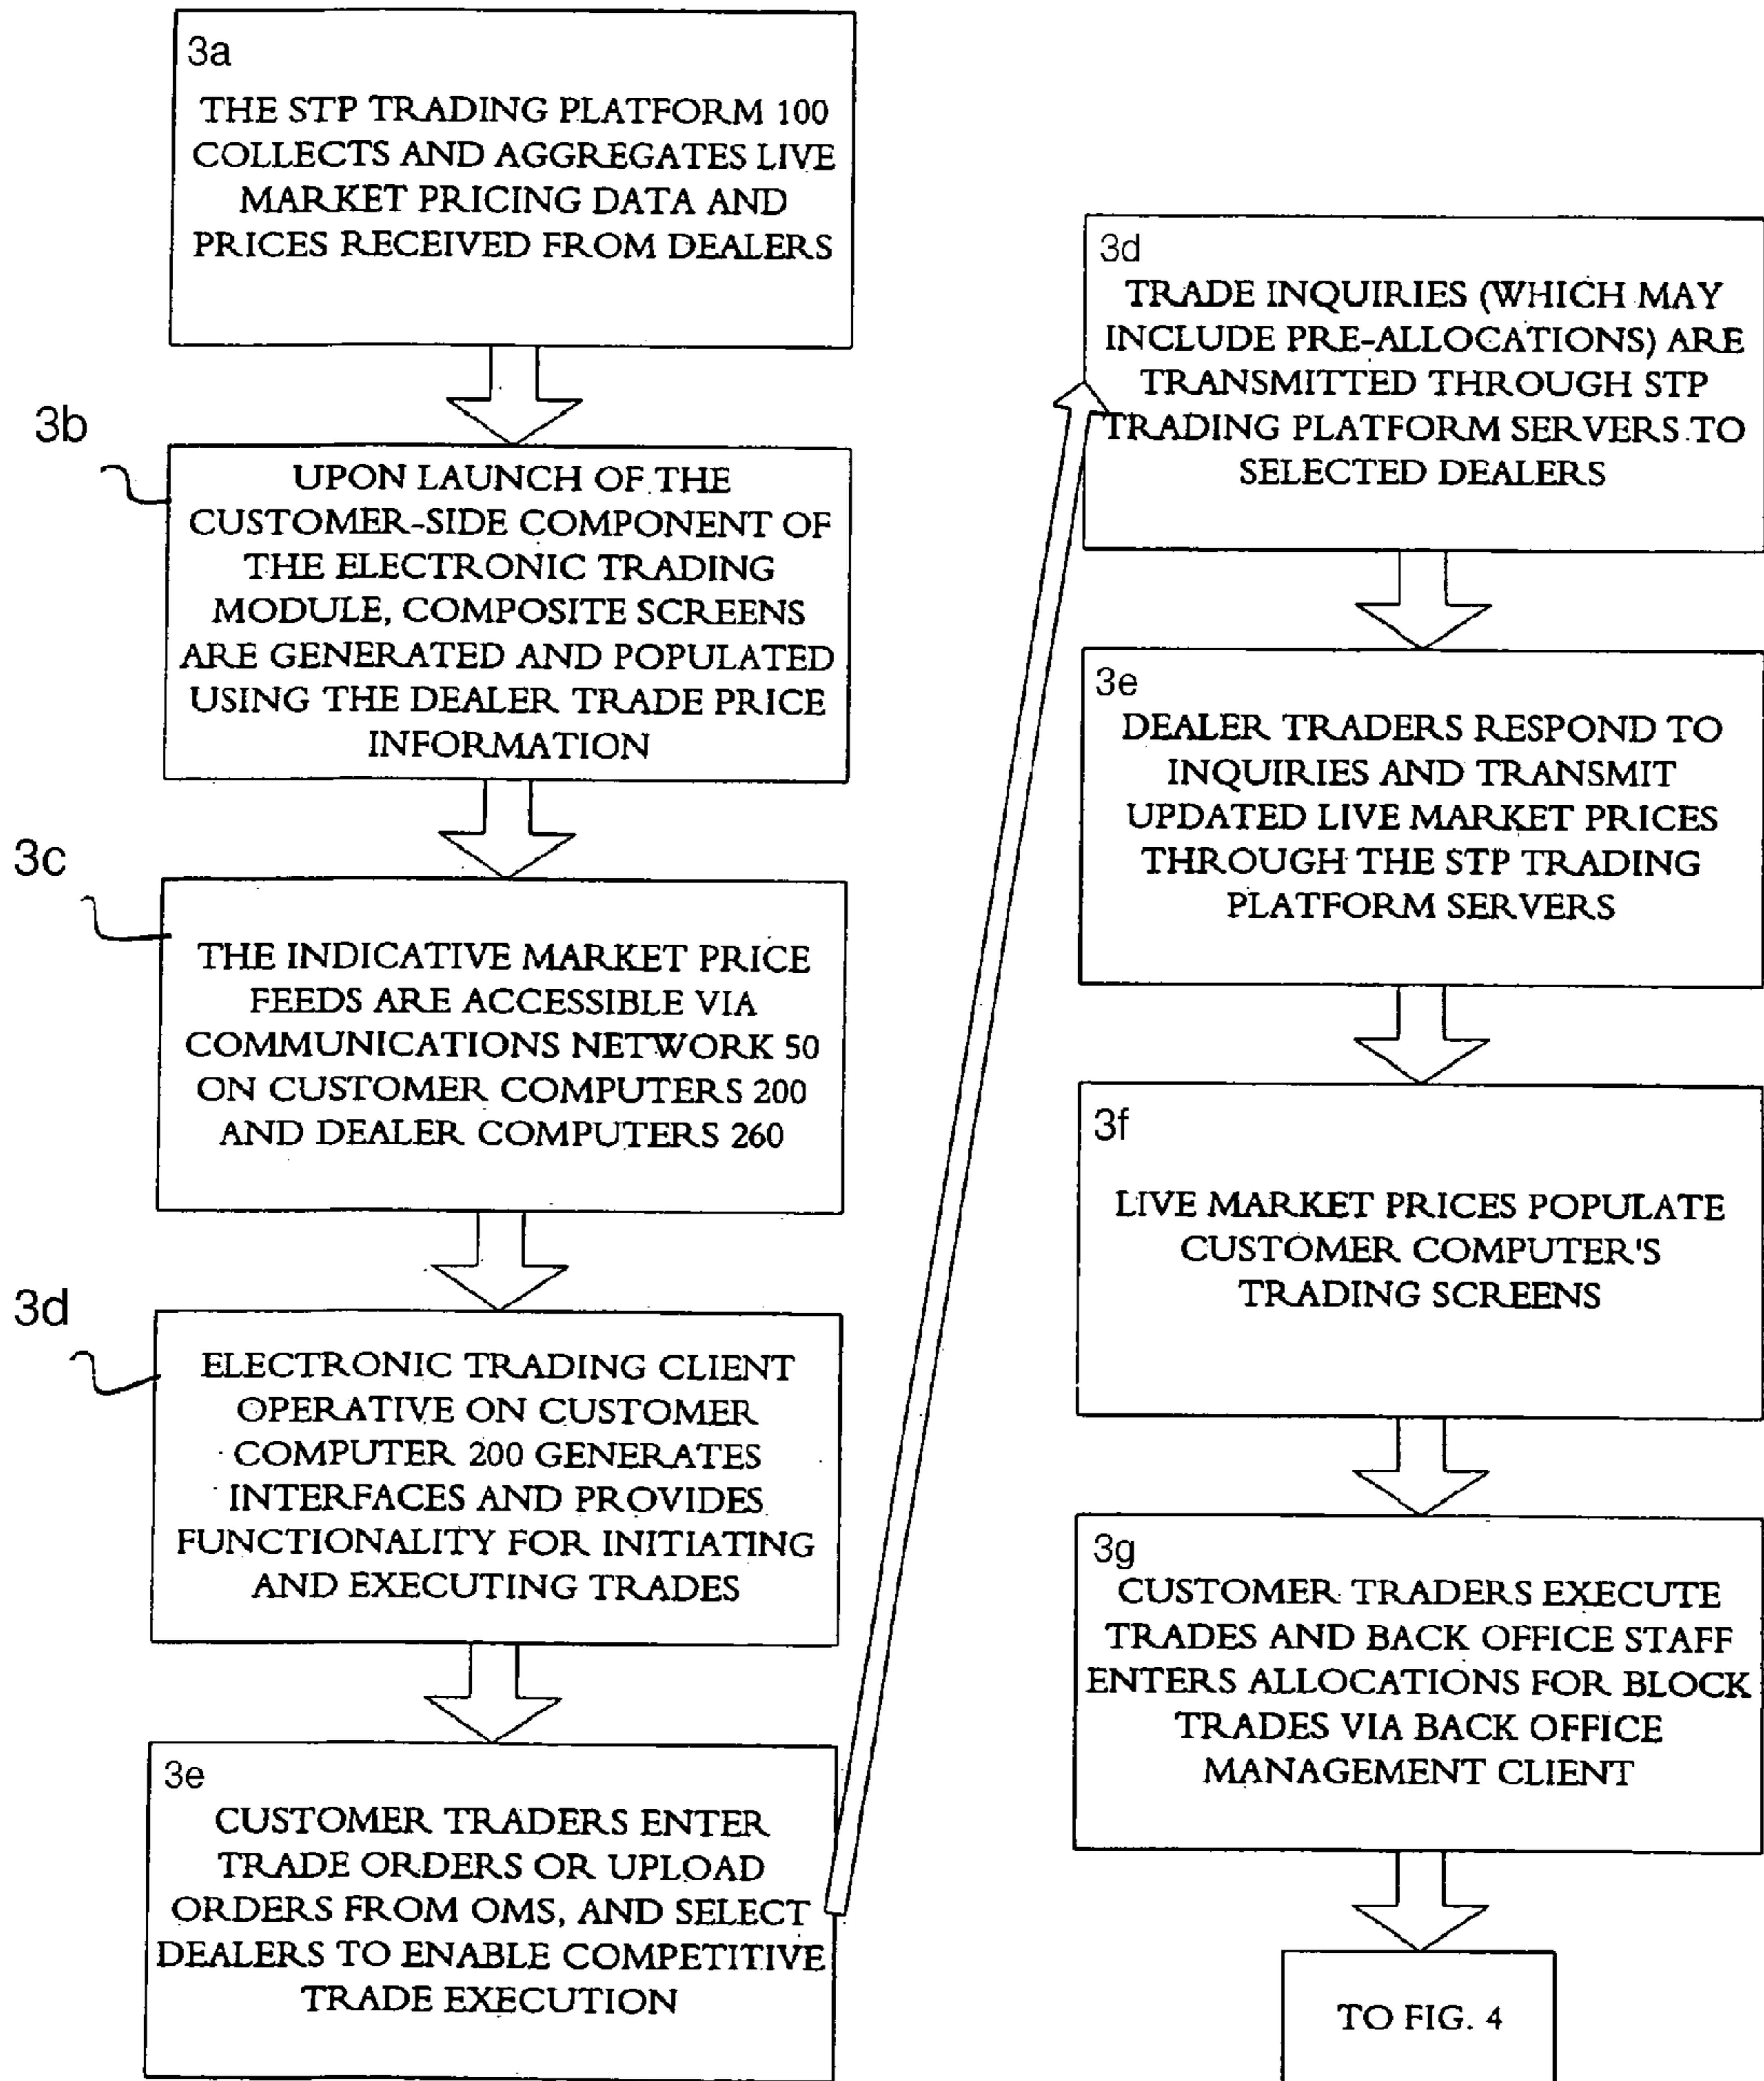 3a
THE STP TRADING PLATFORM 100
COLLECTS AND AGGREGATES LIVE
MARKET PRICING DATA AND
PRICES RECEIVED FROM DEALERS
3b
UPON LAUNCH OF THE
CUSTOMER-SIDE COMPONENT OF
THE ELECTRONIC TRADING
MODULE, COMPOSITE SCREENS
ARE GENERATED AND POPULATED
USING THE DEALER TRADE PRICE
INFORMATION
3c
THE INDICATIVE MARKET PRICE
FEEDS ARE ACCESSIBLE VIA
COMMUNICATIONS NETWORK 50
ON CUSTOMER COMPUTERS 200
AND DEALER COMPUTERS 260
3d
ELECTRONIC TRADING CLIENT
OPERATIVE ON CUSTOMER
COMPUTER 200 GENERATES
INTERFACES AND PROVIDES
FUNCTIONALITY FOR INITIATING
AND EXECUTING TRADES
3e
CUSTOMER TRADERS ENTER
TRADE ORDERS OR UPLOAD
ORDERS FROM OMS, AND SELECT
DEALERS TO ENABLE COMPETITIVE
TRADE EXECUTION
3d
TRADE INQUIRIES (WHICH MAY
INCLUDE PRE-ALLOCATIONS) ARE
TRANSMITTED THROUGH STP
TRADING PLATFORM SERVERS TO
SELECTED DEALERS
3e
DEALER TRADERS RESPOND TO
INQUIRIES AND TRANSMIT
UPDATED LIVE MARKET PRICES
THROUGH THE STP TRADING
PLATFORM SERVERS
3f
LIVE MARKET PRICES POPULATE
CUSTOMER COMPUTER'S
TRADING SCREENS
3g
CUSTOMER TRADERS EXECUTE
TRADES AND BACK OFFICE STAFF
ENTERS ALLOCATIONS FOR BLOCK
TRADES VIA BACK OFFICE
MANAGEMENT CLIENT
TO FIG. 4